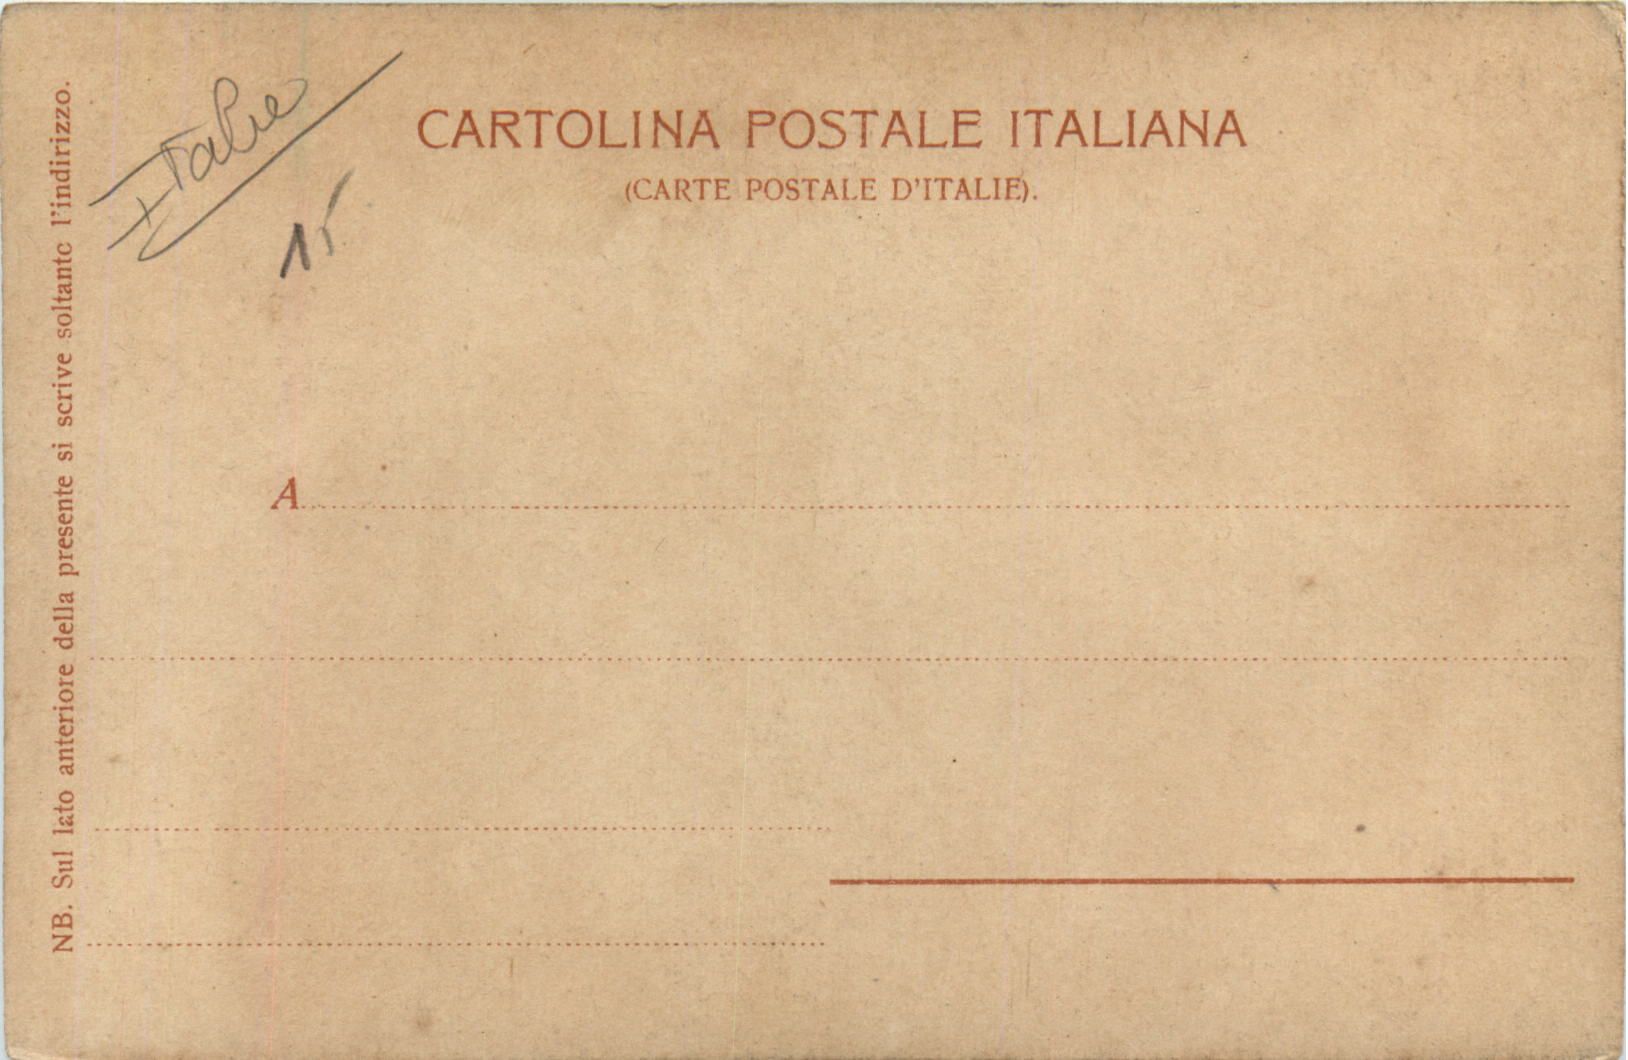 Italie
15
CARTOLINA POSTALE ITALIANA
(CARTE POSTALE D'ITALIE).
A
NB. Sul lato anteriore della presente si scrive soltanto l'indirizzo.